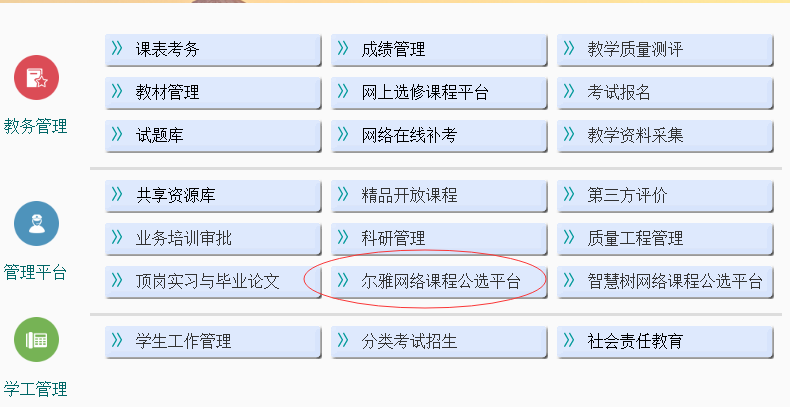 课表考务 成绩管理 教学质量测评
教材管理 网上选修课程平台 考试报名
教务管理
试题库 网络在线补考 教学资料采集
共享资源库 精品开放课程 第三方评价
业务培训审批 科研管理 质量工程管理
管理平台
顶岗实习与毕业论文 尔雅网络课程公选平台 智慧树网络课程公选平台
学生工作管理 分类考试招生 社会责任教育
学工管理